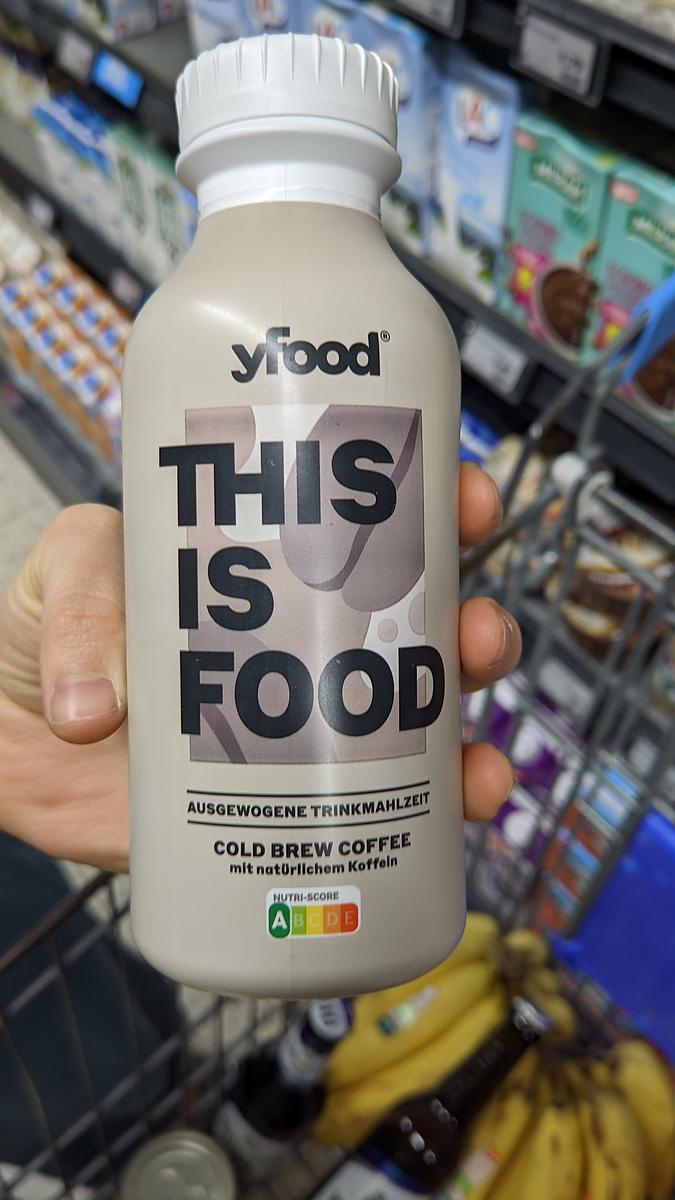 yfood®
THIS
IS
FOOD
AUSGEWOGENE TRINKMAHLZEIT
COLD BREW COFFEE
mit natürlichem Koffein
NUTRI-SCORE
A B C D E